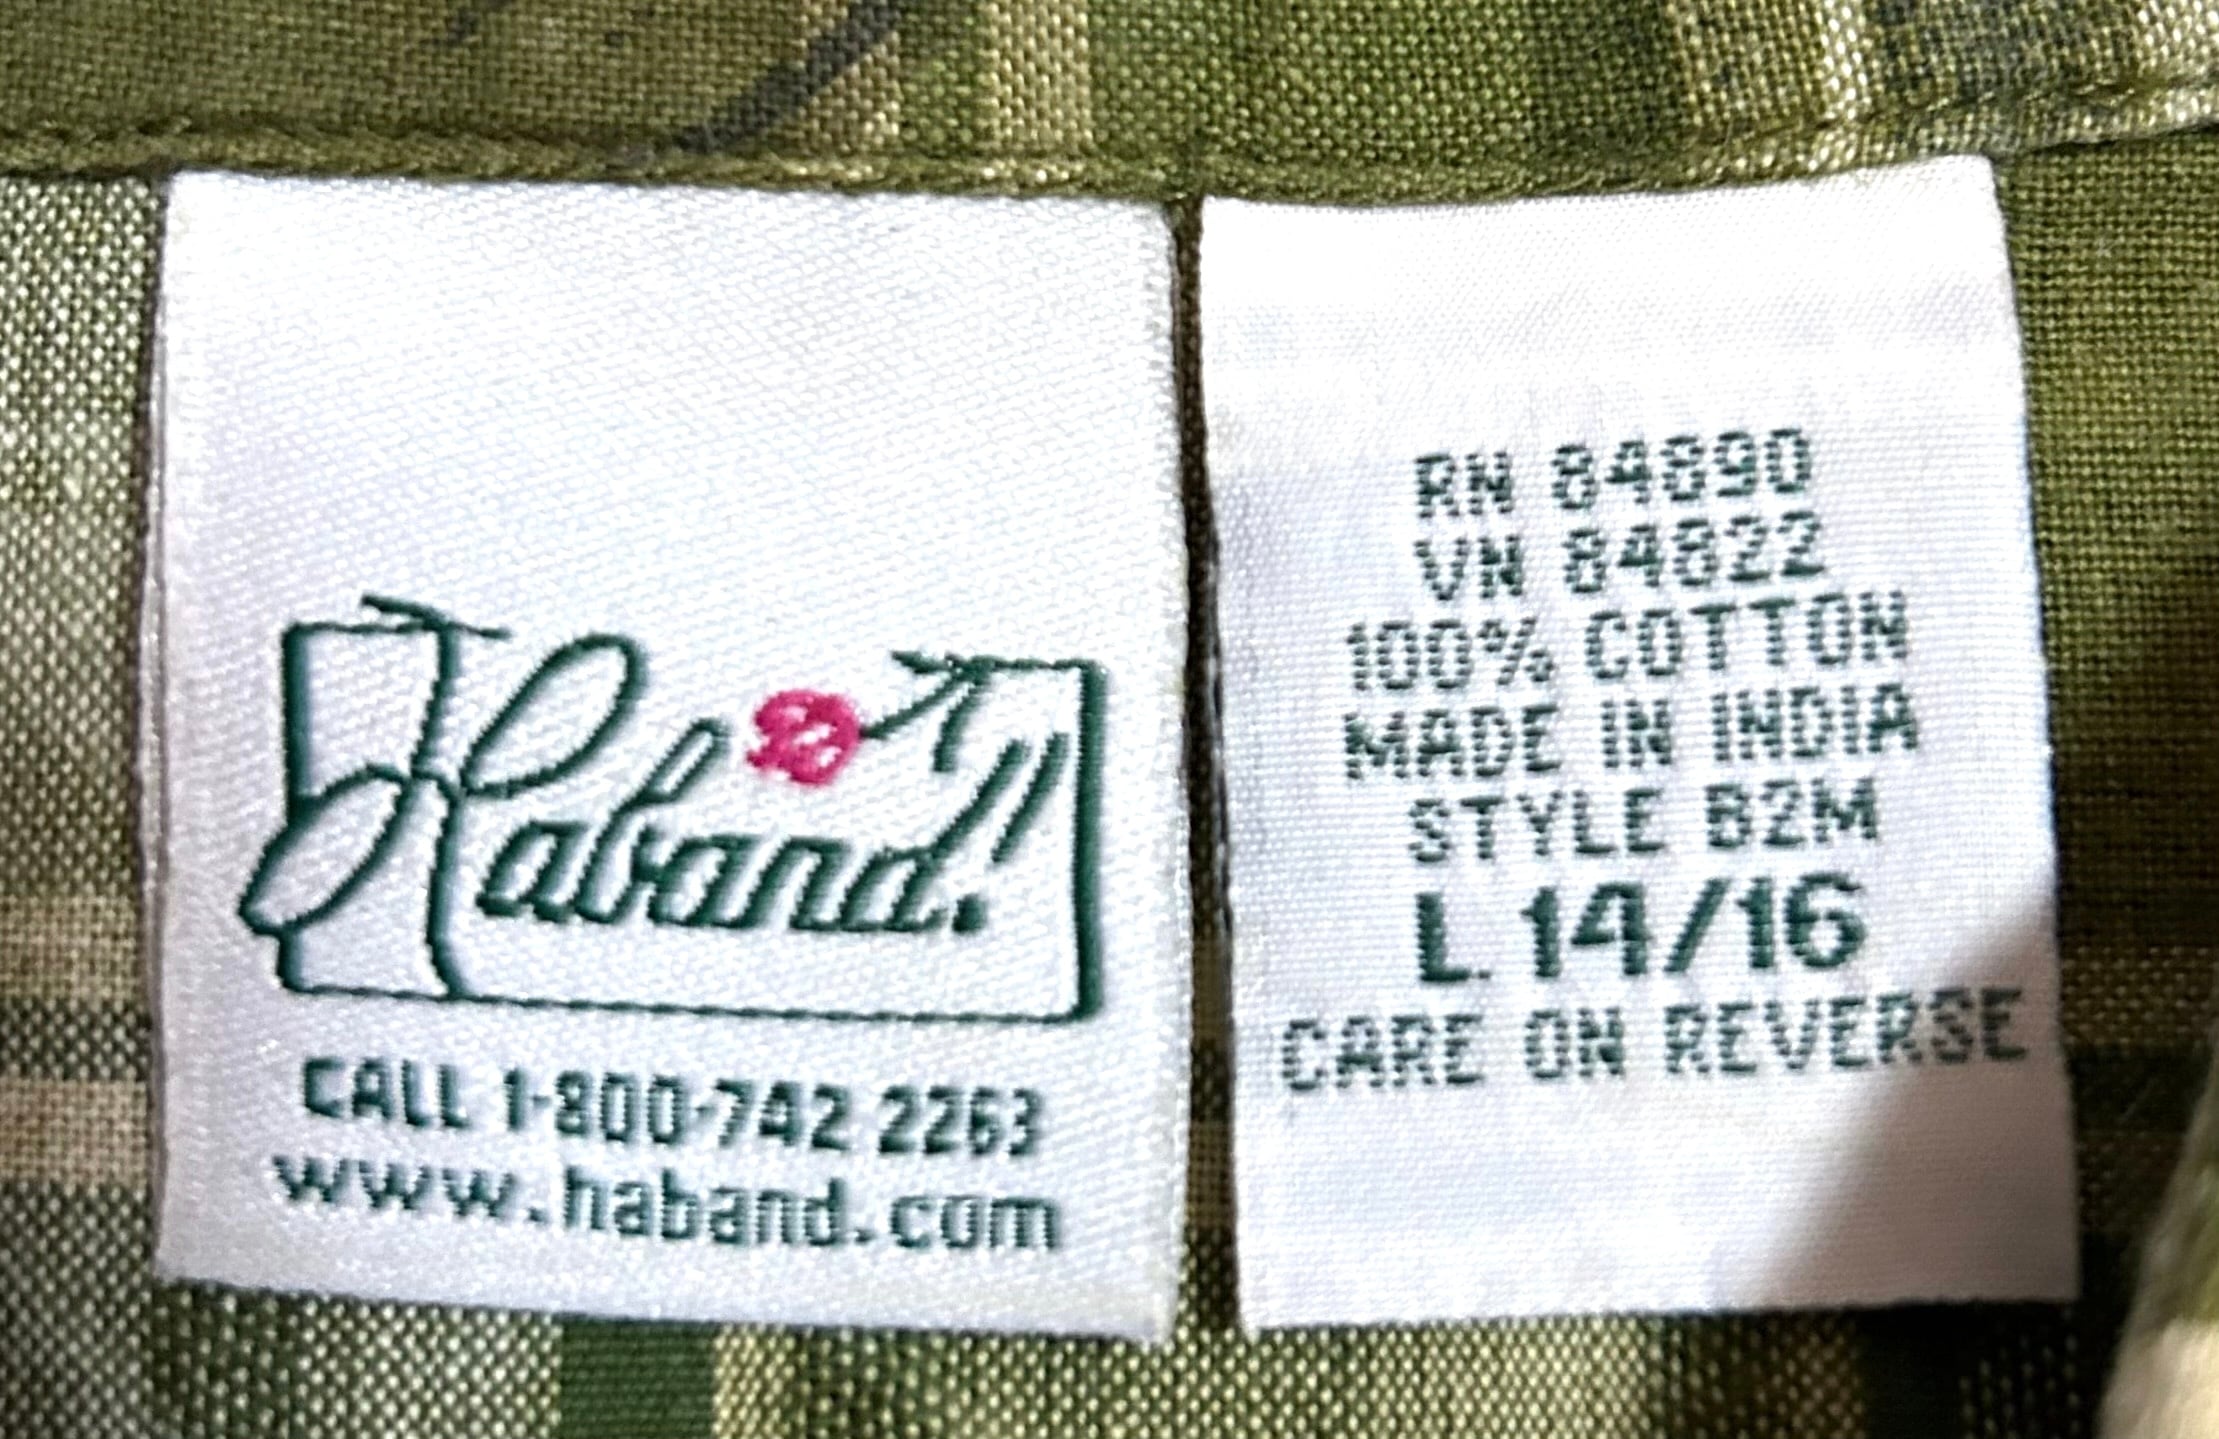 Haband!
CALL 1-800-742 2263
www.haband.com
RN 84890
VN 84822
100% COTTON
MADE IN INDIA
STYLE B2M
L 14/16
CARE ON REVERSE